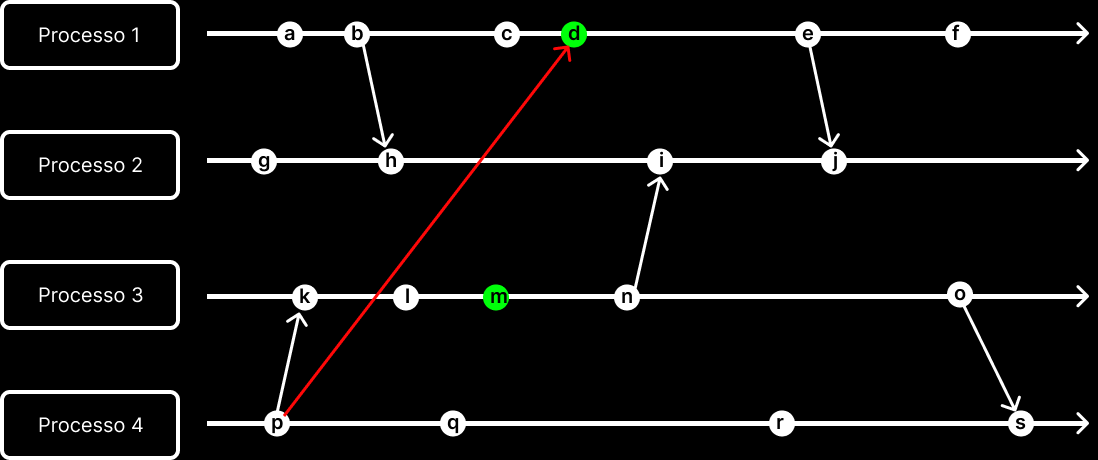 Processo 1
a b c d e f
Processo 2
g h i j
Processo 3
k l m n o
Processo 4
p q r s